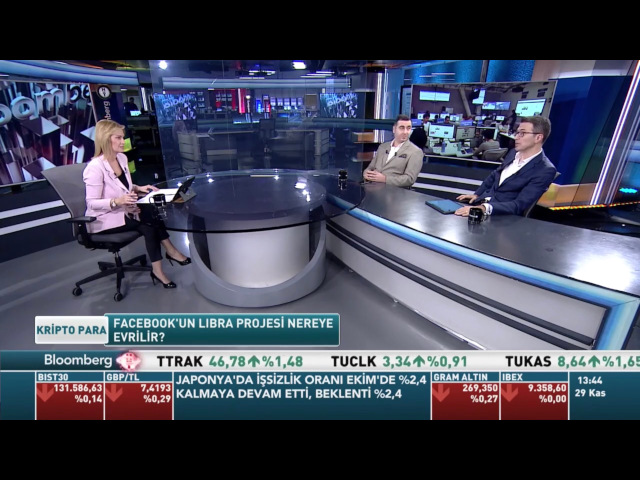 KRİPTO PARA
FACEBOOK'UN LIBRA PROJESİ NEREYE
EVRİLİR?
Bloomberg HT
TTRAK 46,78 %1,48
TUCLK 3,34 %0,91
TUKAS 8,64 %1,65
BIST30
131.586,63
%0,14
GBP/TL
7,4193
%0,29
JAPONYA'DA İŞSİZLİK ORANI EKİM'DE %2,4
KALMAYA DEVAM ETTİ, BEKLENTİ %2,4
GRAM ALTIN
269,350
%0,27
IBEX
9.358,60
%0,00
13:44
29 Kas